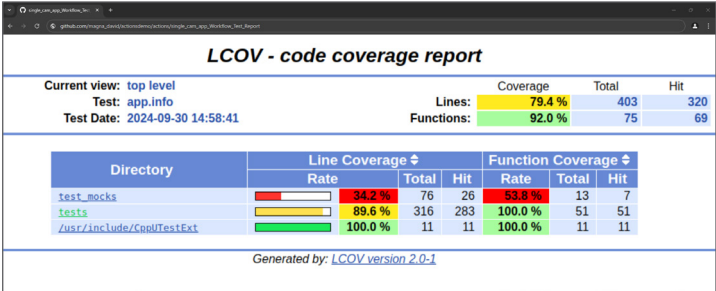 single_cam_app_Workflow_Tes
github.com/magna_david/actionsdemo/actions/single_cam_app_Workflow_Test_Report
LCOV - code coverage report
Current view: top level Coverage Total Hit
Test: app.info Lines: 79.4 % 403 320
Test Date: 2024-09-30 14:58:41 Functions: 92.0 % 75 69
Directory Line Coverage Function Coverage
Rate Total Hit Rate Total Hit
test_mocks 34.2 % 76 26 53.8 % 13 7
tests 89.6 % 316 283 100.0 % 51 51
/usr/include/CppUTestExt 100.0 % 11 11 100.0 % 11 11
Generated by: LCOV version 2.0-1